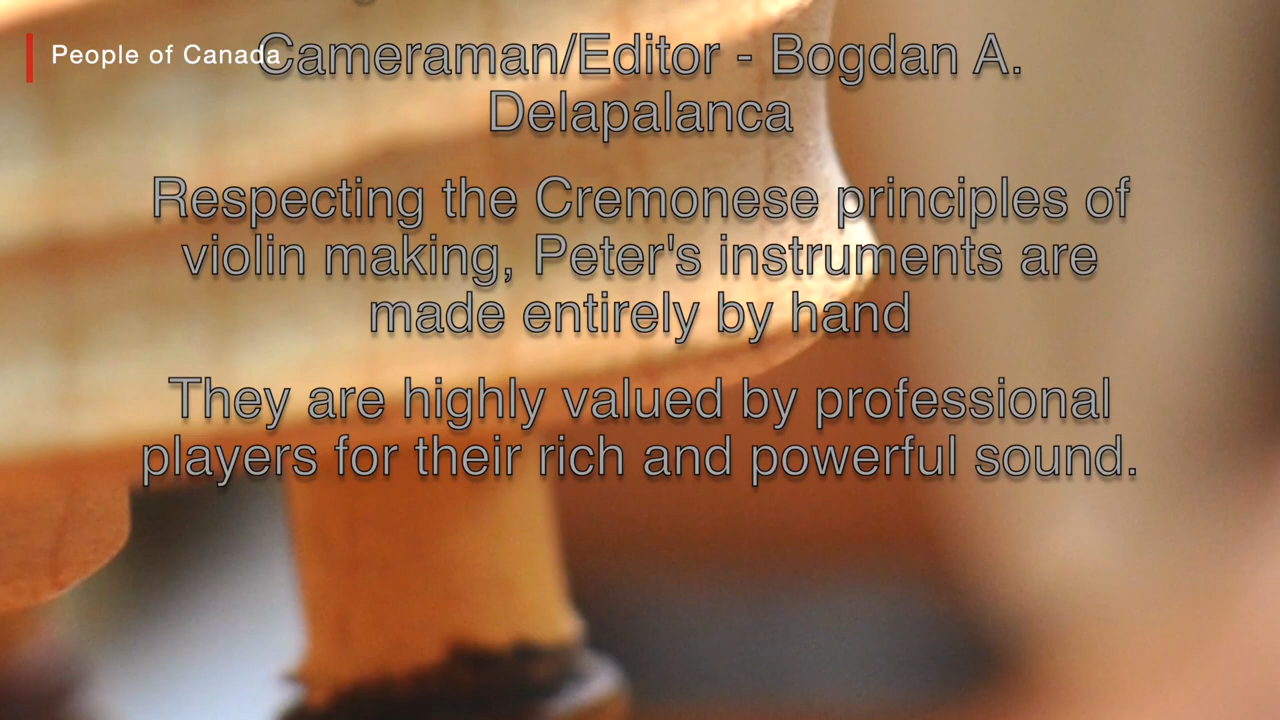 People of Canada
Cameraman/Editor - Bogdan A.
Delapalanca
Respecting the Cremonese principles of
violin making, Peter's instruments are
made entirely by hand
They are highly valued by professional
players for their rich and powerful sound.